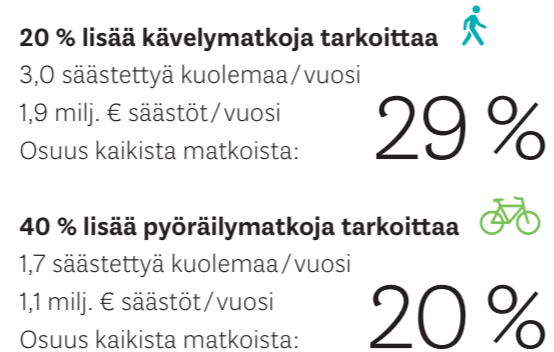 20 % lisää kävelymatkoja tarkoittaa
3,0 säästettyä kuolemaa/vuosi
1,9 milj. € säästöt/vuosi
Osuus kaikista matkoista: 29 %
40 % lisää pyöräilymatkoja tarkoittaa
1,7 säästettyä kuolemaa/vuosi
1,1 milj. € säästöt/vuosi
Osuus kaikista matkoista: 20 %